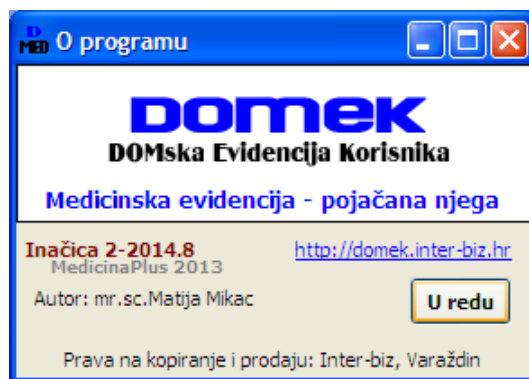 D
MED O programu
DOMEK
DOMska Evidencija Korisnika
Medicinska evidencija - pojačana njega
Inačica 2-2014.8 http://domek.inter-biz.hr
MedicinaPlus 2013
Autor: mr.sc.Matija Mikac U redu
Prava na kopiranje i prodaju: Inter-biz, Varaždin